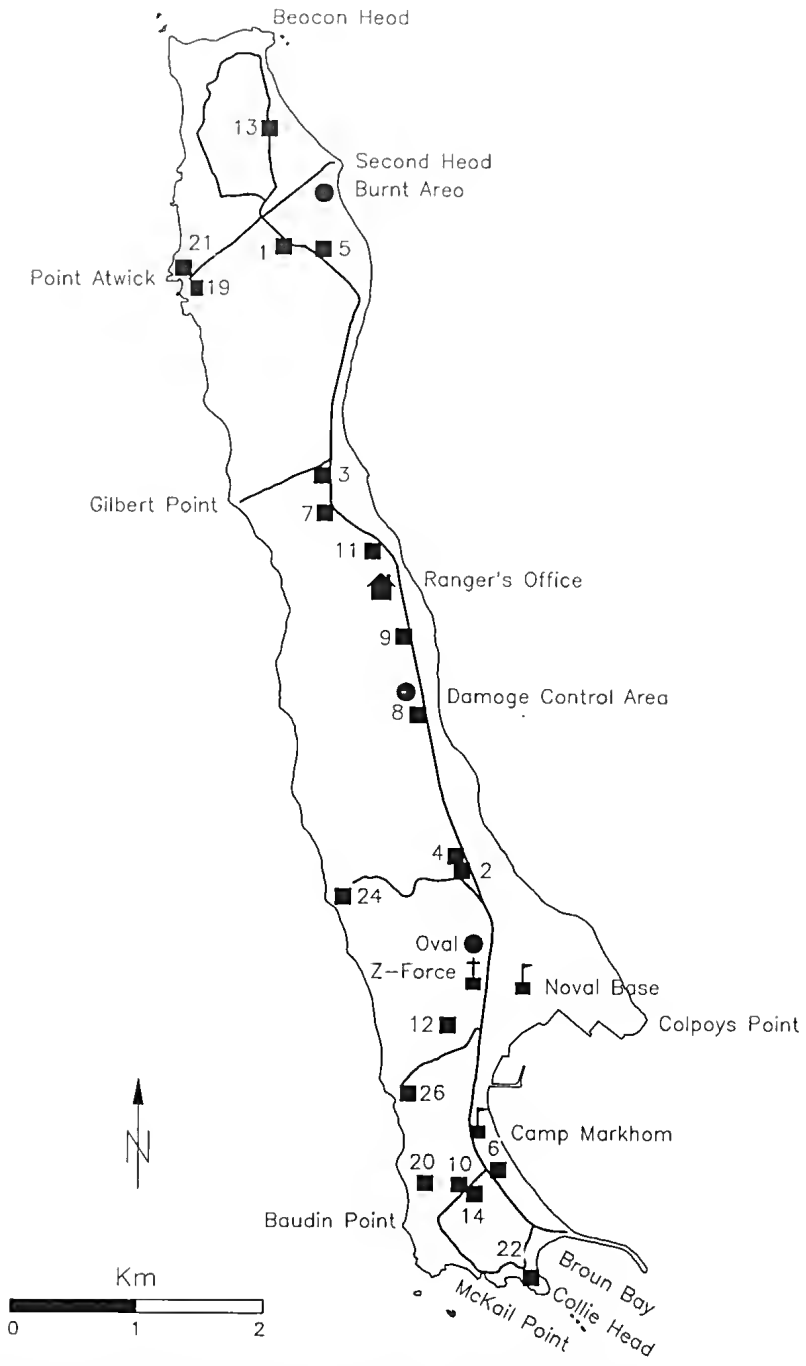 Beocon Heod
13
Second Head
Burnt Areo
21
1
5
Point Atwick
19
3
Gilbert Point
7
11
Ranger's Office
9
Damoge Control Area
8
4
2
24
Oval
Z-Force
Noval Base
12
Colpoys Point
26
Camp Markhom
6
20
10
14
Baudin Point
22
Broun Bay
Collie Head
McKail Point
N
Km
0
1
2